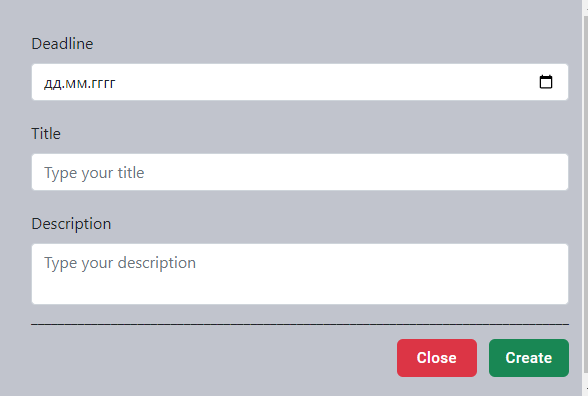 Deadline
дд.мм.гггг
Title
Type your title
Description
Type your description
Close Create